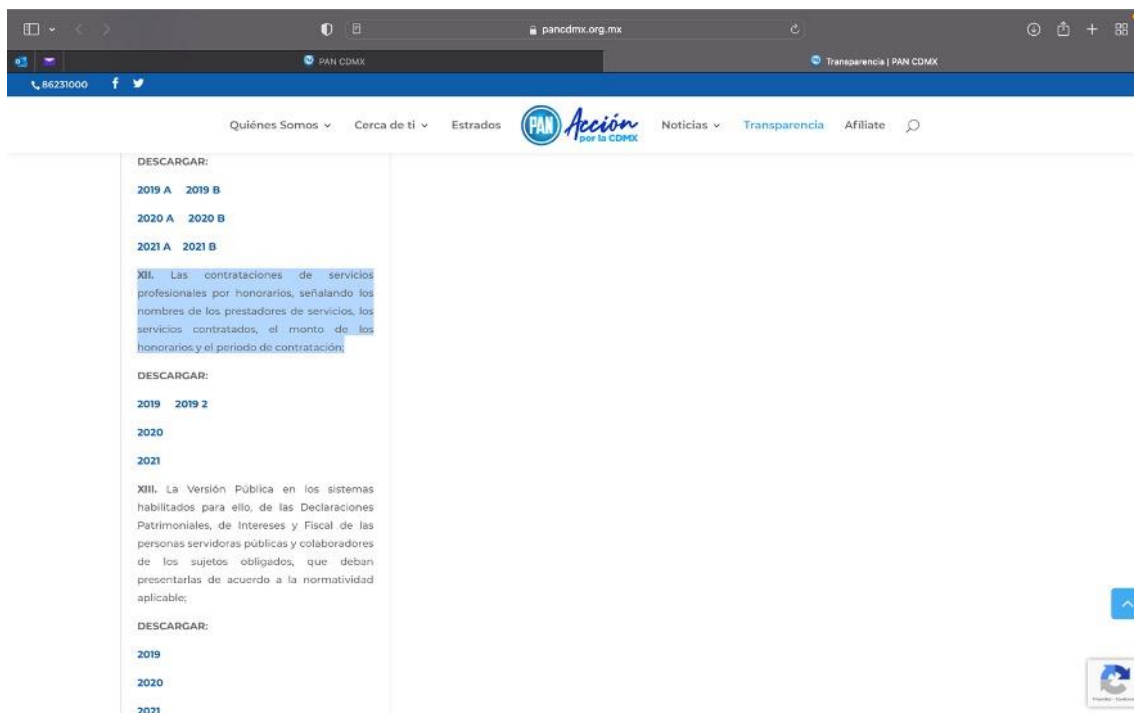 pancdmx.org.mx
PAN CDMX
Transparencia | PAN CDMX
86231000
Quiénes Somos Cerca de ti Estrados PAN Acción por la CDMX Noticias Transparencia Afíliate
DESCARGAR:
2019 A 2019 B
2020 A 2020 B
2021 A 2021 B
XII. Las contrataciones de servicios
profesionales por honorarios, señalando los
nombres de los prestadores de servicios, los
servicios contratados, el monto de los
honorarios y el periodo de contratación;
DESCARGAR:
2019 2019 2
2020
2021
XIII. La Versión Pública en los sistemas
habilitados para ello, de las Declaraciones
Patrimoniales, de Intereses y Fiscal de las
personas servidoras públicas y colaboradores
de los sujetos obligados, que deban
presentarlas de acuerdo a la normatividad
aplicable;
DESCARGAR:
2019
2020
2021